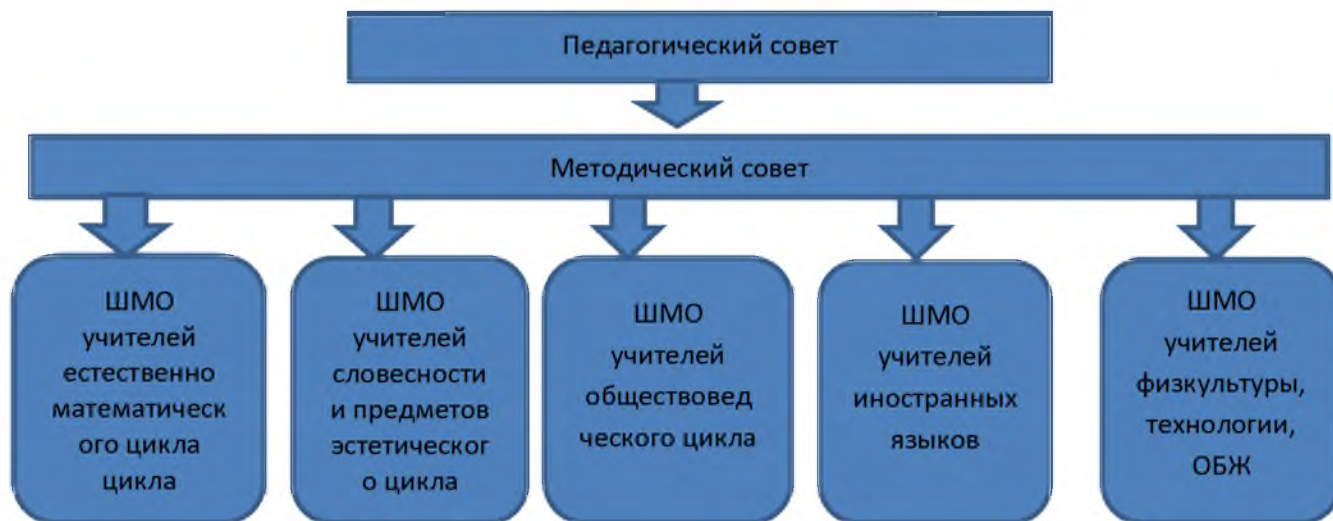 Педагогический совет
Методический совет
ШМО
учителей
естественно
математическ
ого цикла
цикла
ШМО
учителей
словесности
и предметов
эстетическог
о цикла
ШМО
учителей
обществовед
ческого цикла
ШМО
учителей
иностранных
языков
ШМО
учителей
физкультуры,
технологии,
ОБЖ